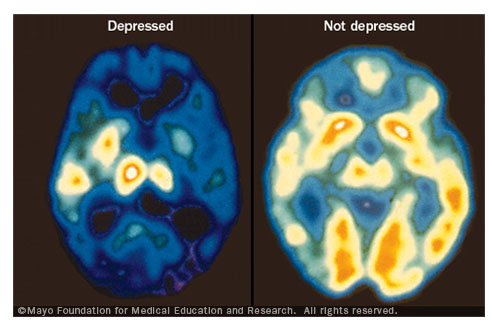 Depressed
Not depressed
©Mayo Foundation for Medical Education and Research. All rights reserved.